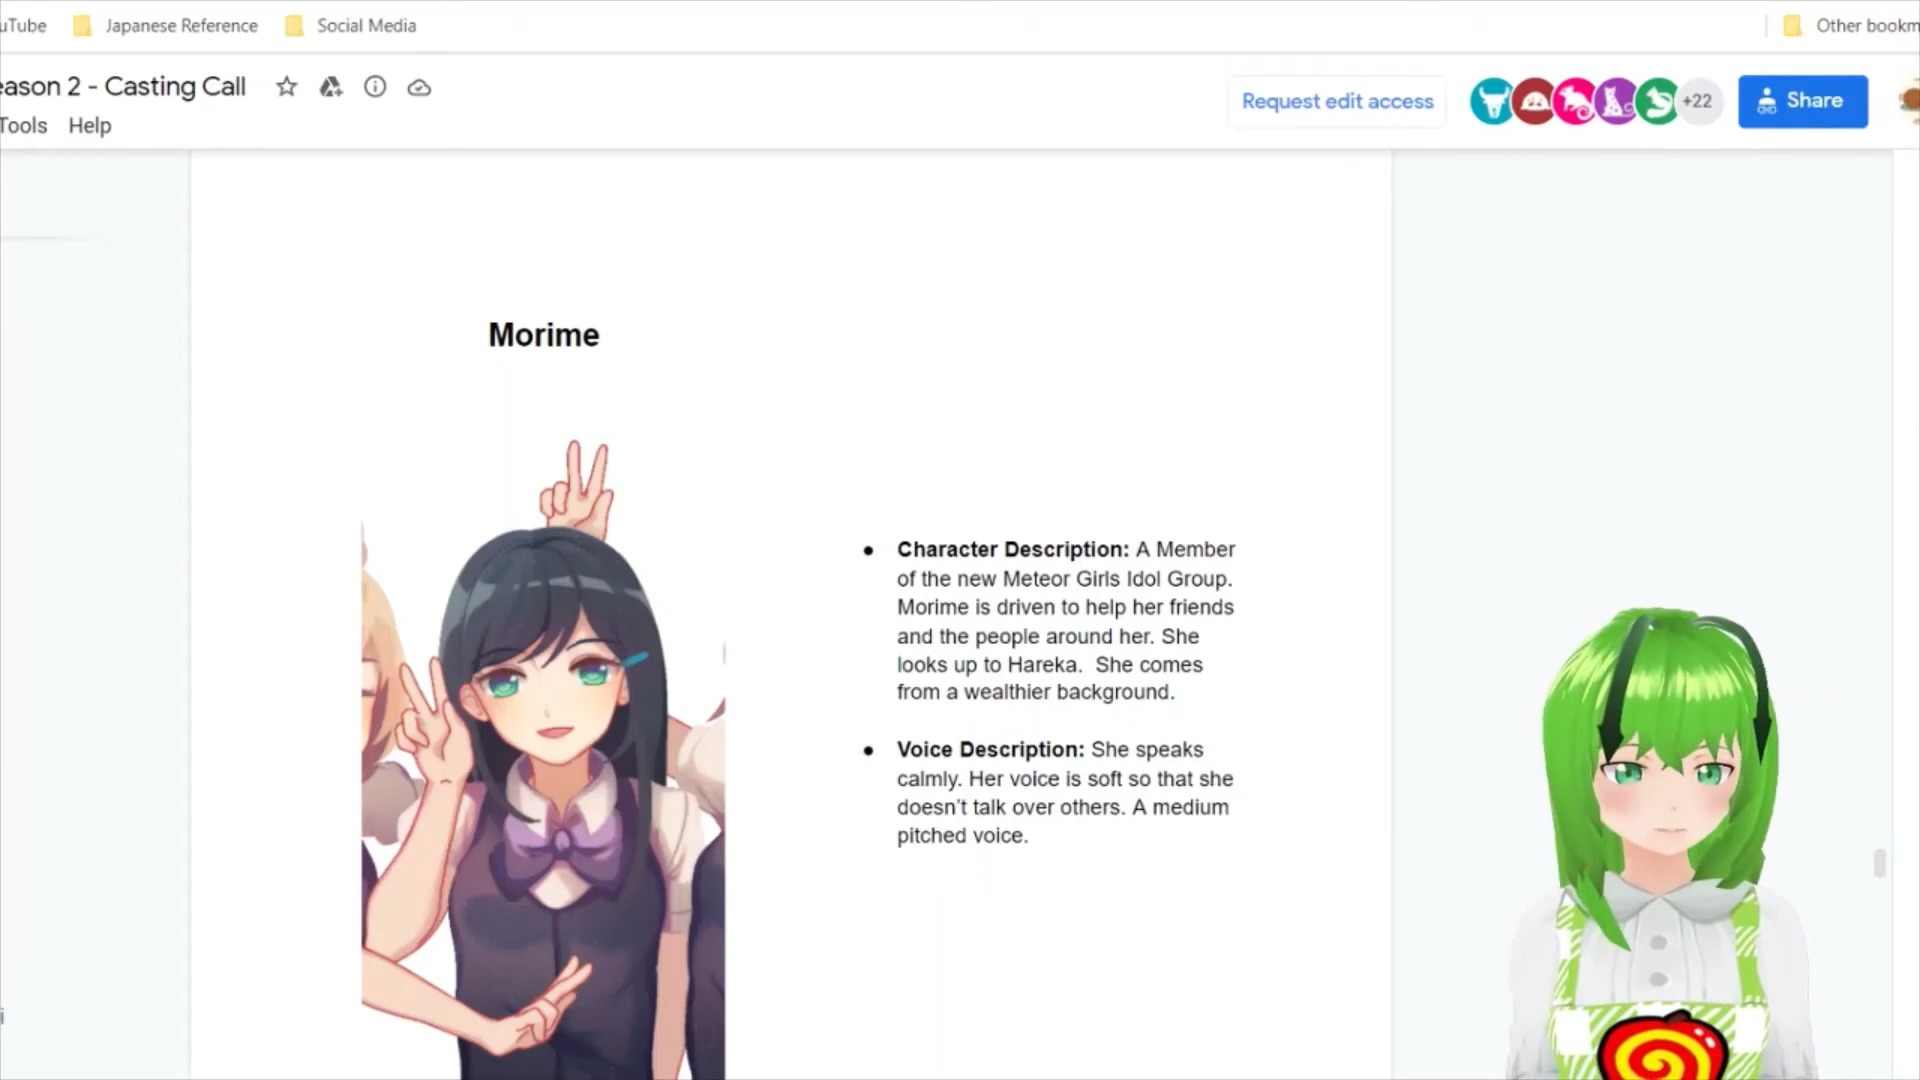 uTube Japanese Reference Social Media Other bookm
eason 2 - Casting Call
Request edit access +22 Share
Tools Help
Morime
● Character Description: A Member
of the new Meteor Girls Idol Group.
Morime is driven to help her friends
and the people around her. She
looks up to Hareka. She comes
from a wealthier background.
● Voice Description: She speaks
calmly. Her voice is soft so that she
doesn't talk over others. A medium
pitched voice.
i